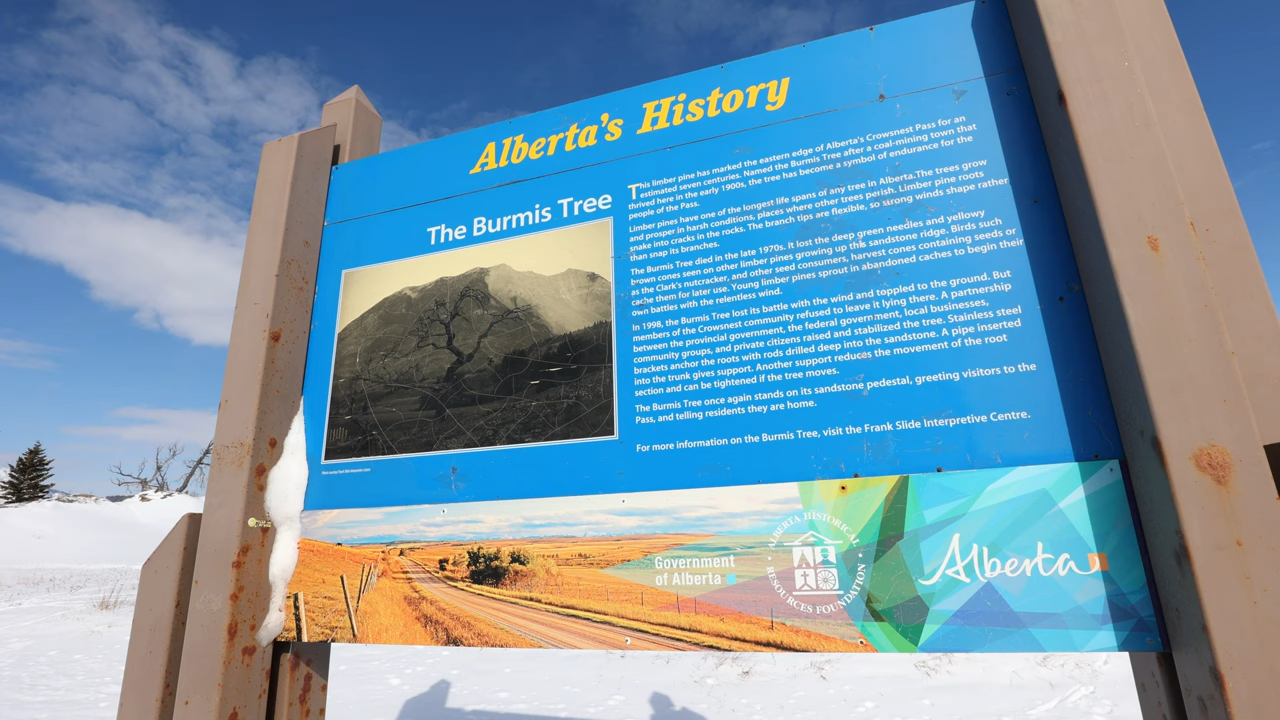 Alberta's History
The Burmis Tree
This limber pine has marked the eastern edge of Alberta's Crowsnest Pass for an
estimated seven centuries. Named the Burmis Tree after a coal-mining town that
thrived here in the early 1900s, the tree has become a symbol of endurance for the
people of the Pass.
Limber pines have one of the longest life spans of any tree in Alberta.The trees grow
and prosper in harsh conditions, places where other trees perish. Limber pine roots
snake into cracks in the rocks. The branch tips are flexible, so strong winds shape rather
than snap its branches.
The Burmis Tree died in the late 1970s. It lost the deep green needles and yellowy
brown cones seen on other limber pines growing up this sandstone ridge. Birds such
as the Clark's nutcracker, and other seed consumers, harvest cones containing seeds or
cache them for later use. Young limber pines sprout in abandoned caches to begin their
own battles with the relentless wind.
In 1998, the Burmis Tree lost its battle with the wind and toppled to the ground. But
members of the Crowsnest community refused to leave it lying there. A partnership
between the provincial government, the federal government, local businesses,
community groups, and private citizens raised and stabilized the tree. Stainless steel
brackets anchor the roots with rods drilled deep into the sandstone. A pipe inserted
into the trunk gives support. Another support reduces the movement of the root
section and can be tightened if the tree moves.
The Burmis Tree once again stands on its sandstone pedestal, greeting visitors to the
Pass, and telling residents they are home.
For more information on the Burmis Tree, visit the Frank Slide Interpretive Centre.
Government
of Alberta
ALBERTA HISTORICAL
RESOURCES FOUNDATION
Alberta